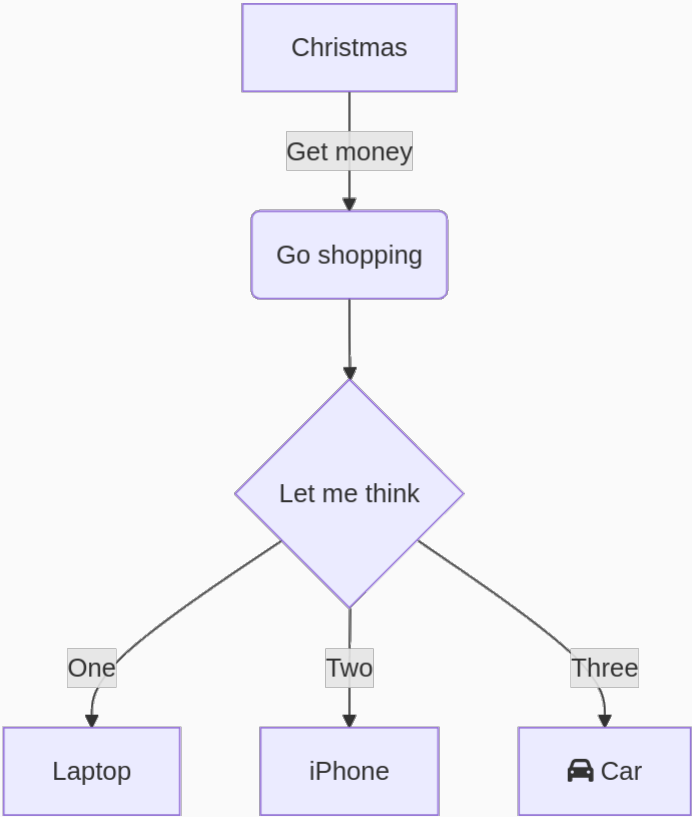 Christmas
Get money
Go shopping
Let me think
One
Two
Three
Laptop
iPhone
Car